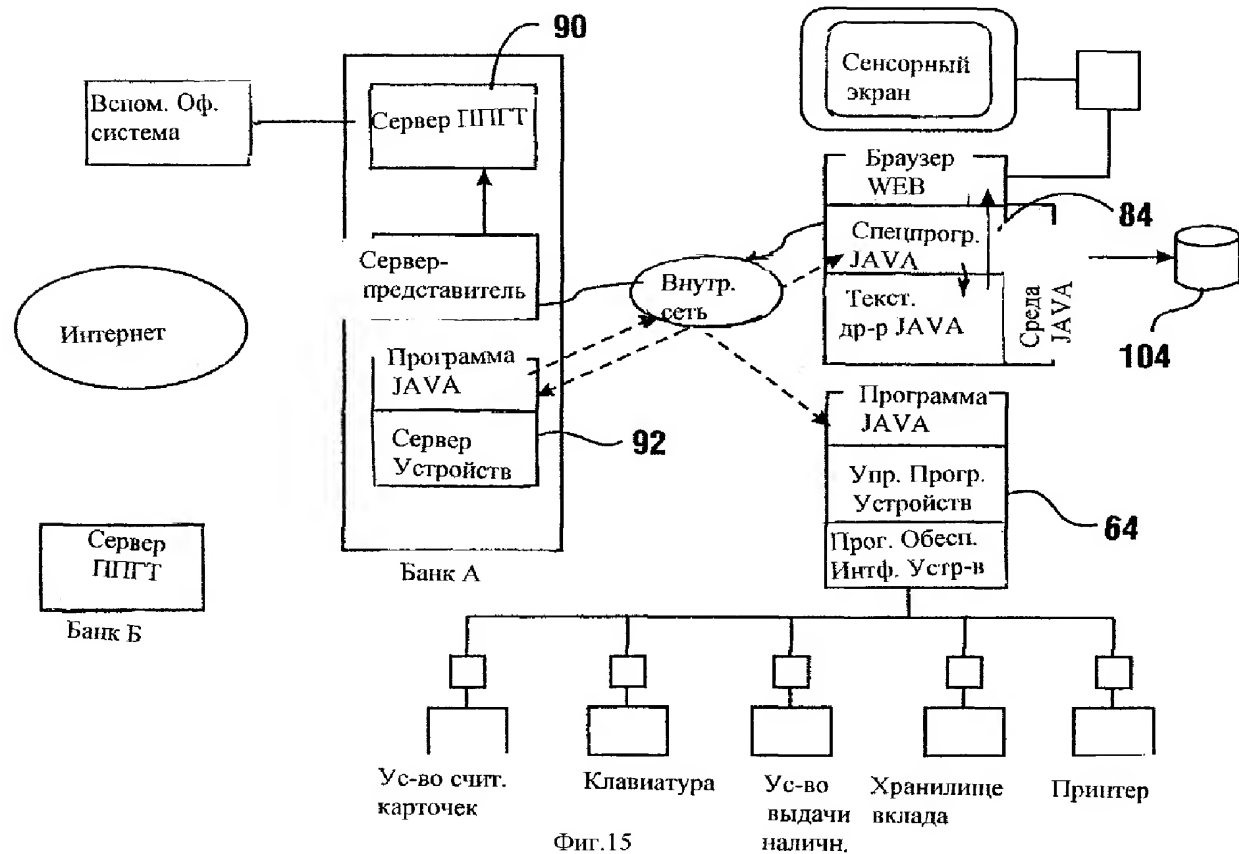 90
Вспом. Оф.
система
Сервер ППГТ
Сенсорный
экран
Браузер
WEB
84
Спецпрогр.
JAVA
Сервер-
представитель
Внутр.
сеть
Текст.
др-р JAVA
Среда
JAVA
104
Интернет
Программа
JAVA
Сервер
Устройств
92
Программа
JAVA
Упр. Прогр.
Устройств
64
Прог. Обесп.
Интф. Устр-в
Сервер
ППГТ
Банк А
Банк Б
Ус-во счит.
карточек
Клавиатура
Ус-во
выдачи
наличн.
Хранилище
вклада
Принтер
Фиг.15